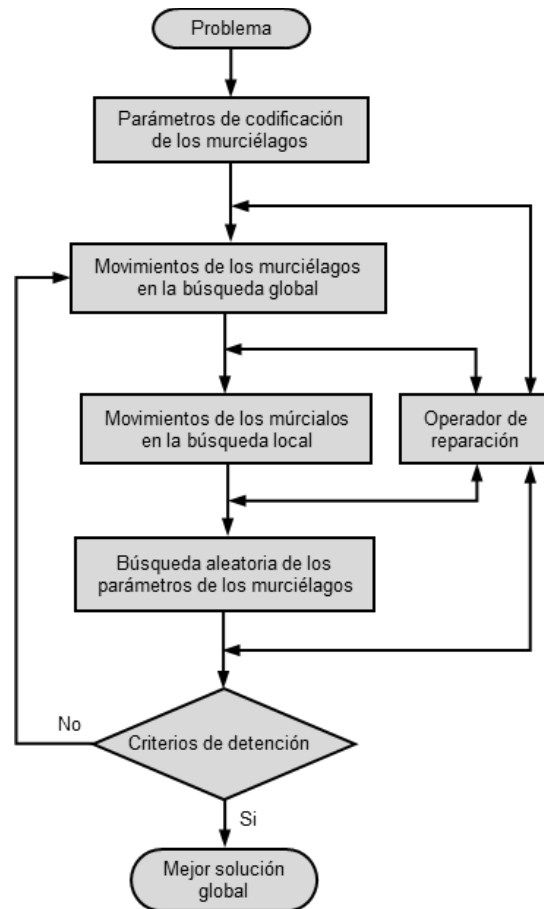 Problema
Parámetros de codificación
de los murciélagos
Movimientos de los murciélagos
en la búsqueda global
Movimientos de los múrcialos
en la búsqueda local
Operador de
reparación
Búsqueda aleatoria de los
parámetros de los murciélagos
No
Criterios de detención
Si
Mejor solución
global